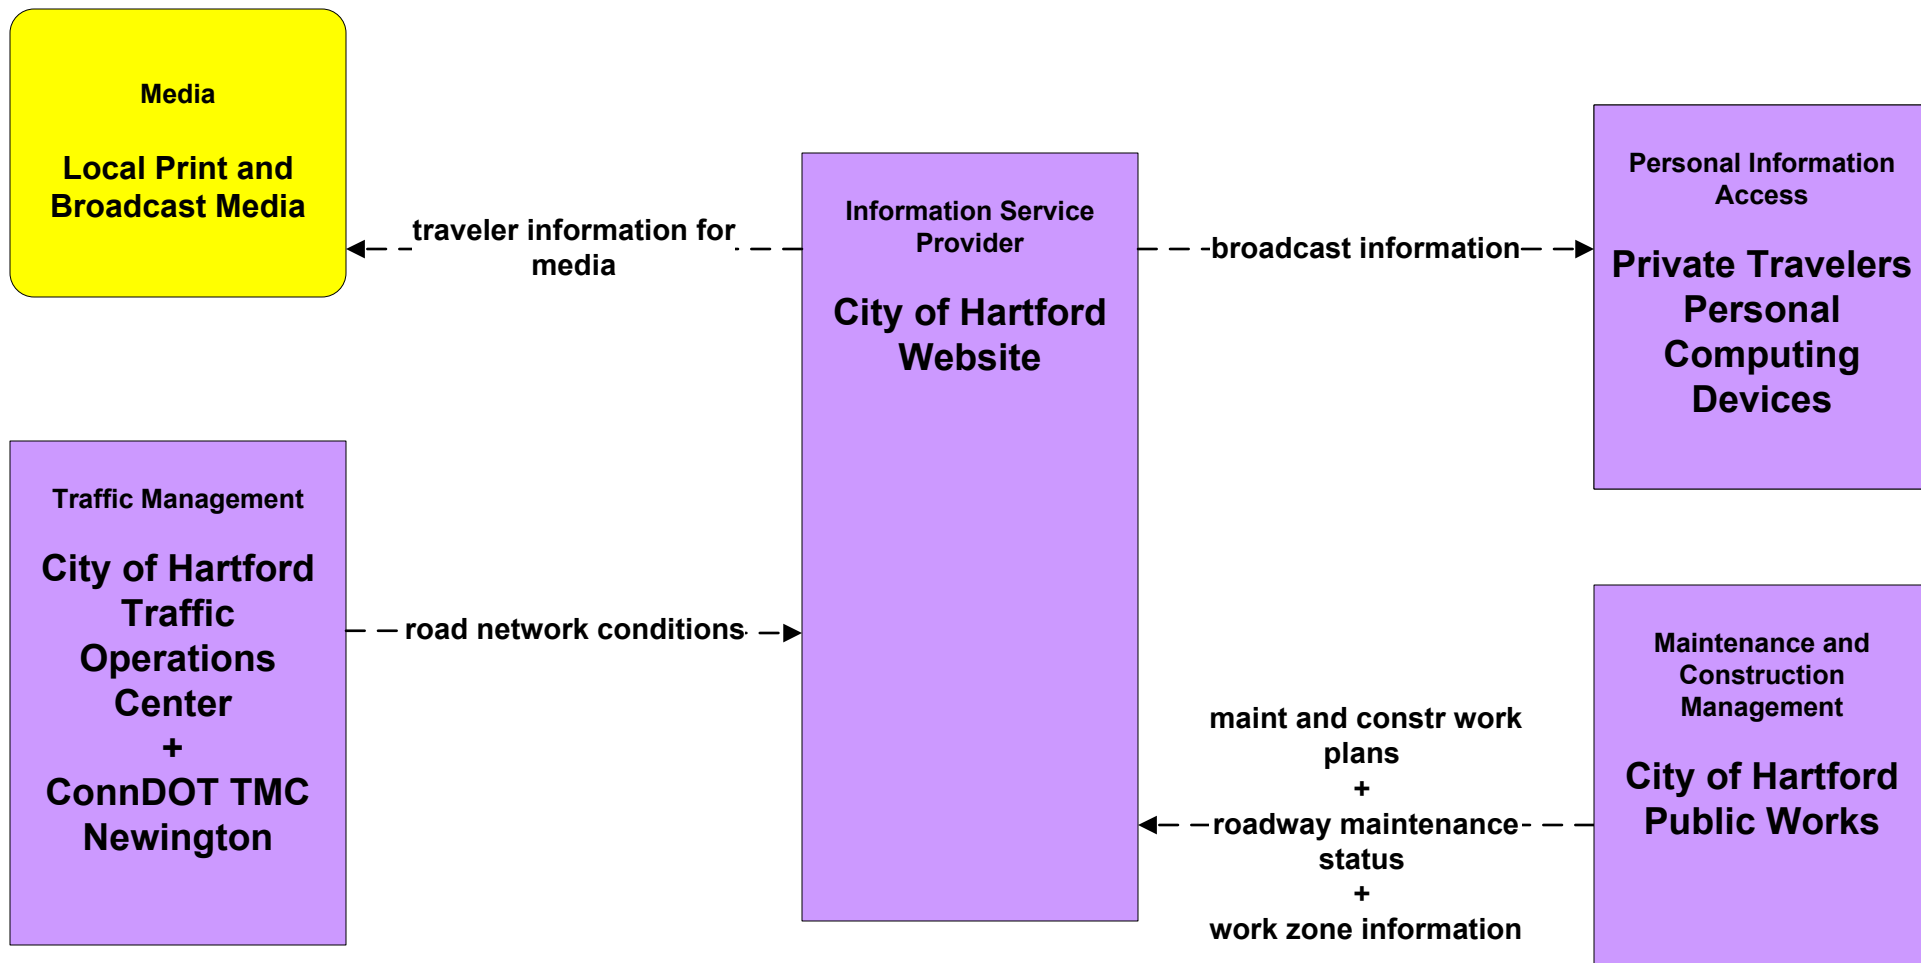 Media
Local Print and
Broadcast Media
traveler information for
media
Information Service
Provider
City of Hartford
Website
broadcast information
Personal Information
Access
Private Travelers
Personal
Computing
Devices
Traffic Management
City of Hartford
Traffic
Operations
Center
+
ConnDOT TMC
Newington
road network conditions
maint and constr work
plans
+
roadway maintenance
status
+
work zone information
Maintenance and
Construction
Management
City of Hartford
Public Works